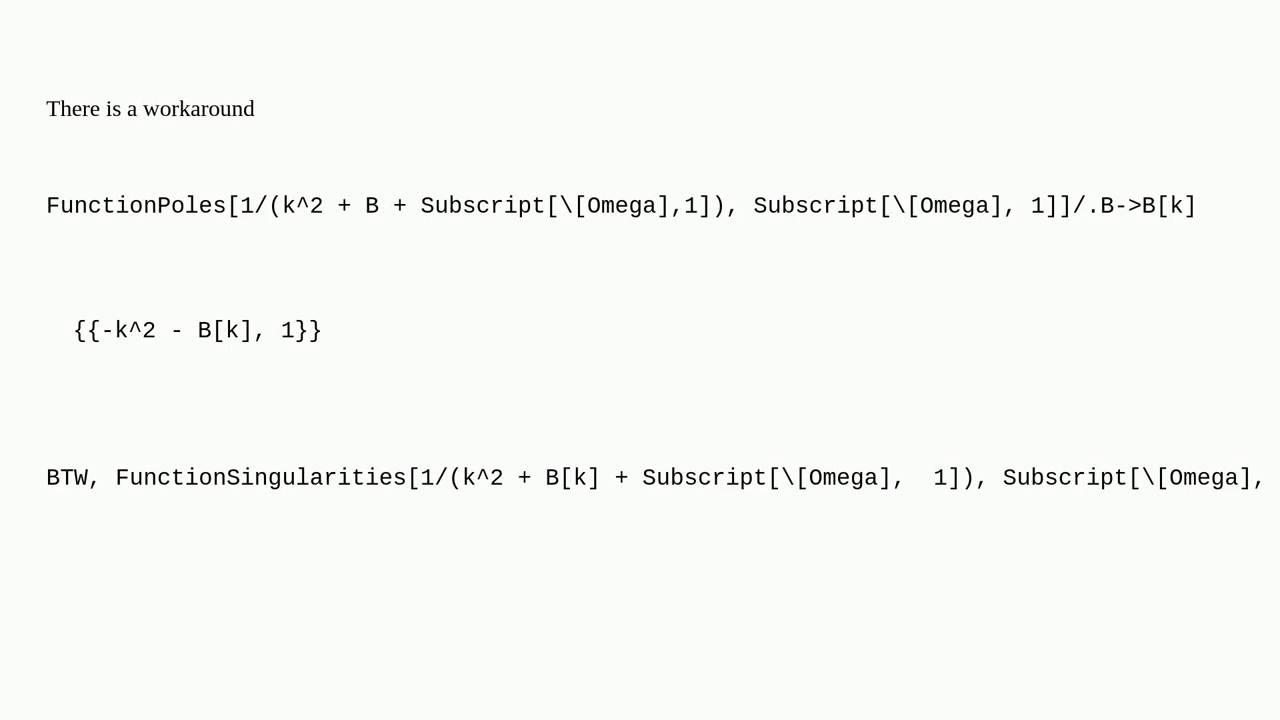 There is a workaround
FunctionPoles[1/(k^2 + B + Subscript[\[Omega],1]), Subscript[\[Omega], 1]]/.B->B[k]
{{-k^2 - B[k], 1}}
BTW, FunctionSingularities[1/(k^2 + B[k] + Subscript[\[Omega],  1]), Subscript[\[Omega],